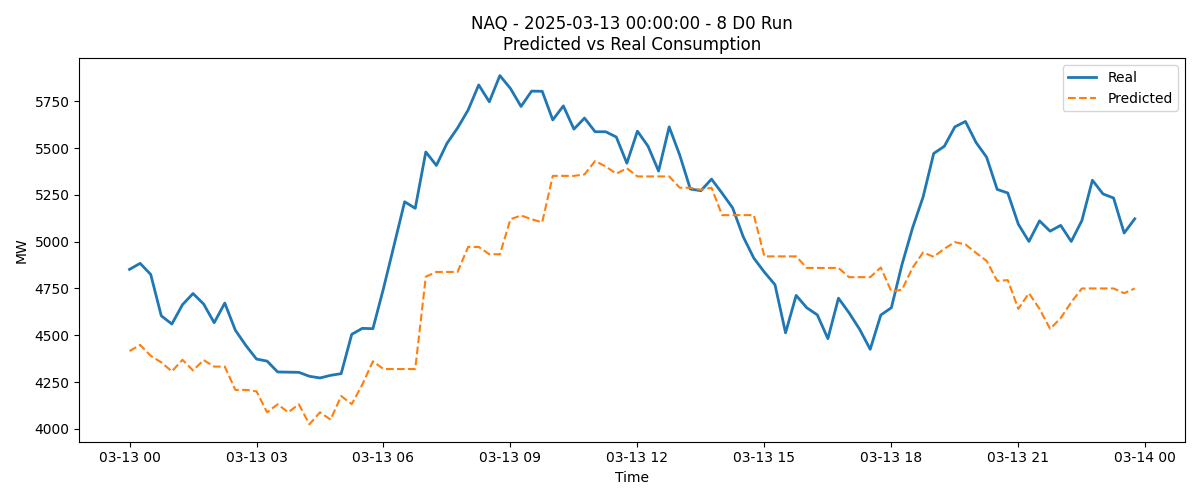 NAQ - 2025-03-13 00:00:00 - 8 D0 Run
Predicted vs Real Consumption
Real
Predicted
MW
5750
5500
5250
5000
4750
4500
4250
4000
03-13 00
03-13 03
03-13 06
03-13 09
03-13 12
03-13 15
03-13 18
03-13 21
03-14 00
Time